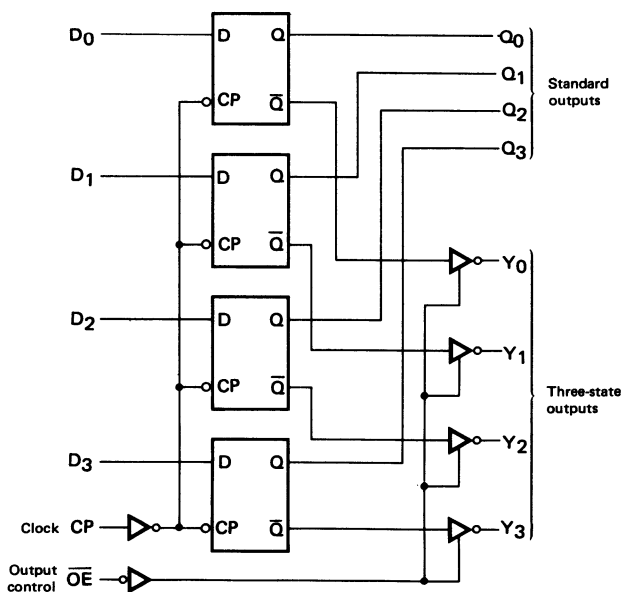 D0 D Q Q0
CP Q̅
Q1
Q2
Q3
Standard
outputs
D1 D Q
CP Q̅
Y0
D2 D Q
CP Q̅
Y1
Three-state
outputs
Y2
D3 D Q
Clock CP CP Q̅ Y3
Output
control O̅E̅